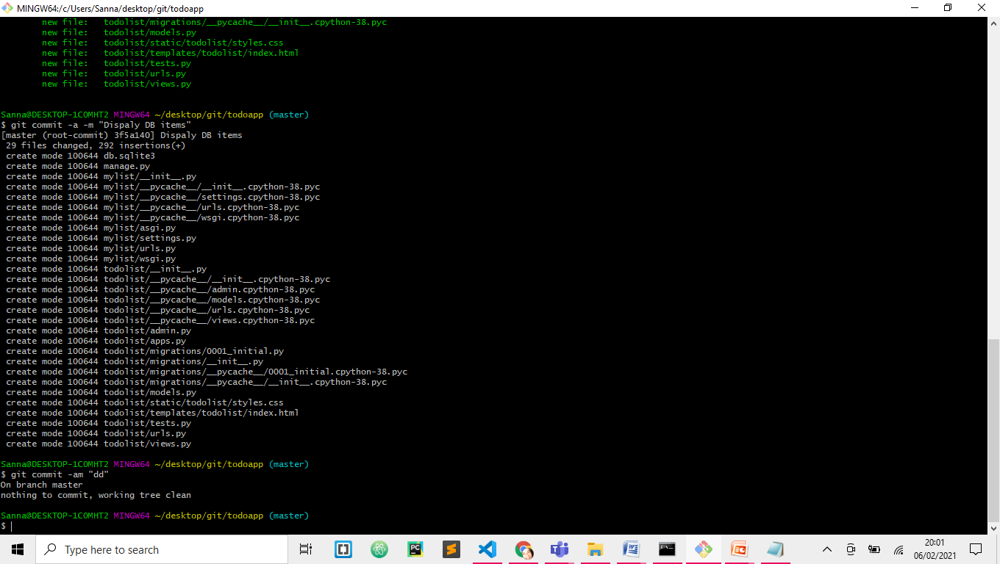 MINGW64:/c/Users/Sanna/desktop/git/todoapp
new file: todolist/migrations/__pycache__/__init__.cpython-38.pyc
new file: todolist/models.py
new file: todolist/static/todolist/styles.css
new file: todolist/templates/todolist/index.html
new file: todolist/tests.py
new file: todolist/urls.py
new file: todolist/views.py
Sanna@DESKTOP-1COMHT2 MINGW64 ~/desktop/git/todoapp (master)
$ git commit -a -m "Dispaly DB items"
[master (root-commit) 3f5a140] Dispaly DB items
29 files changed, 292 insertions(+)
create mode 100644 db.sqlite3
create mode 100644 manage.py
create mode 100644 mylist/__init__.py
create mode 100644 mylist/__pycache__/__init__.cpython-38.pyc
create mode 100644 mylist/__pycache__/settings.cpython-38.pyc
create mode 100644 mylist/__pycache__/urls.cpython-38.pyc
create mode 100644 mylist/__pycache__/wsgi.cpython-38.pyc
create mode 100644 mylist/asgi.py
create mode 100644 mylist/settings.py
create mode 100644 mylist/urls.py
create mode 100644 mylist/wsgi.py
create mode 100644 todolist/__init__.py
create mode 100644 todolist/__pycache__/__init__.cpython-38.pyc
create mode 100644 todolist/__pycache__/admin.cpython-38.pyc
create mode 100644 todolist/__pycache__/models.cpython-38.pyc
create mode 100644 todolist/__pycache__/urls.cpython-38.pyc
create mode 100644 todolist/__pycache__/views.cpython-38.pyc
create mode 100644 todolist/admin.py
create mode 100644 todolist/apps.py
create mode 100644 todolist/migrations/0001_initial.py
create mode 100644 todolist/migrations/__init__.py
create mode 100644 todolist/migrations/__pycache__/0001_initial.cpython-38.pyc
create mode 100644 todolist/migrations/__pycache__/__init__.cpython-38.pyc
create mode 100644 todolist/models.py
create mode 100644 todolist/static/todolist/styles.css
create mode 100644 todolist/templates/todolist/index.html
create mode 100644 todolist/tests.py
create mode 100644 todolist/urls.py
create mode 100644 todolist/views.py
Sanna@DESKTOP-1COMHT2 MINGW64 ~/desktop/git/todoapp (master)
$ git commit -am "dd"
On branch master
nothing to commit, working tree clean
Sanna@DESKTOP-1COMHT2 MINGW64 ~/desktop/git/todoapp (master)
$
Type here to search
20:01
06/02/2021